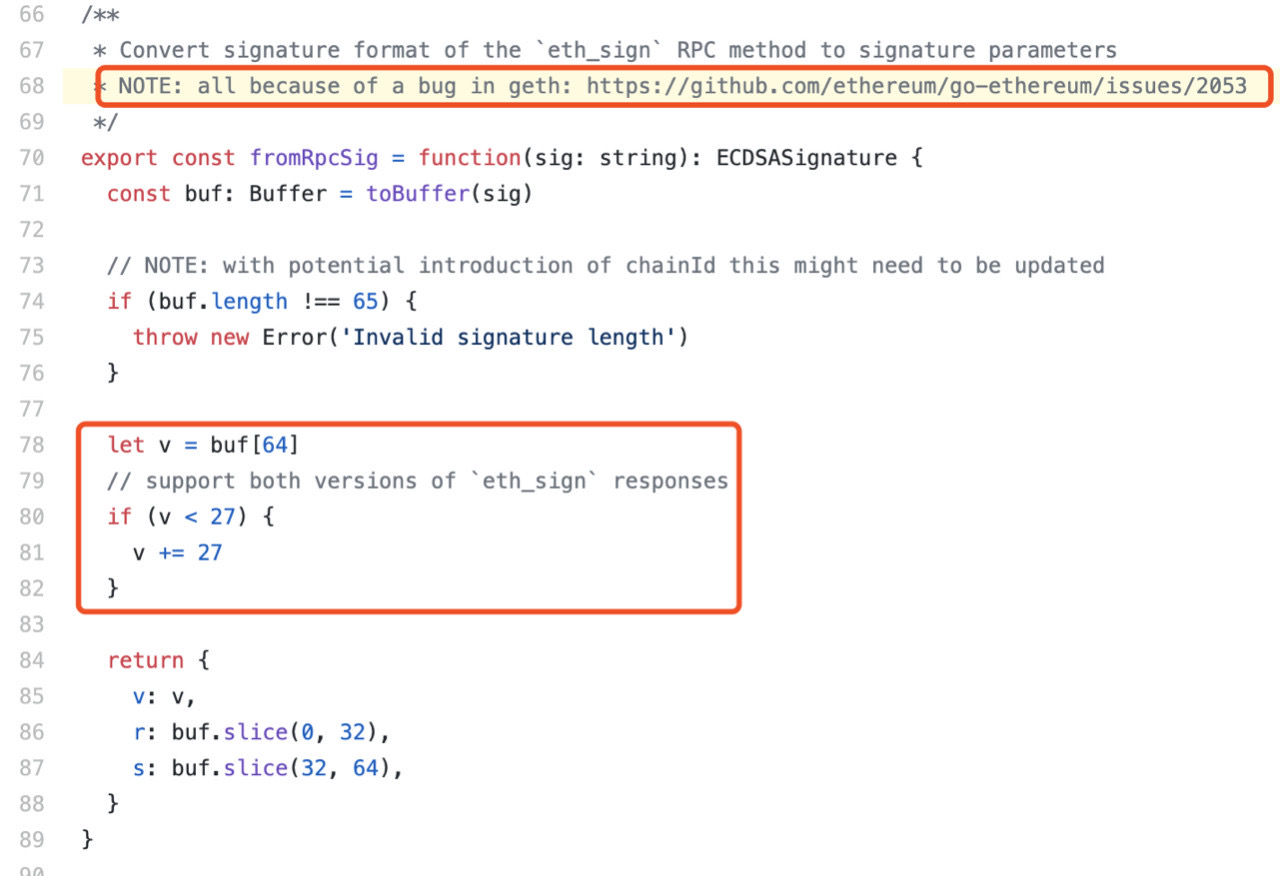 66 /**
67  * Convert signature format of the `eth_sign` RPC method to signature parameters
68  * NOTE: all because of a bug in geth: https://github.com/ethereum/go-ethereum/issues/2053
69  */
70 export const fromRpcSig = function(sig: string): ECDSASignature {
71   const buf: Buffer = toBuffer(sig)
72
73   // NOTE: with potential introduction of chainId this might need to be updated
74   if (buf.length !== 65) {
75     throw new Error('Invalid signature length')
76   }
77
78   let v = buf[64]
79   // support both versions of `eth_sign` responses
80   if (v < 27) {
81     v += 27
82   }
83
84   return {
85     v: v,
86     r: buf.slice(0, 32),
87     s: buf.slice(32, 64),
88   }
89 }
90